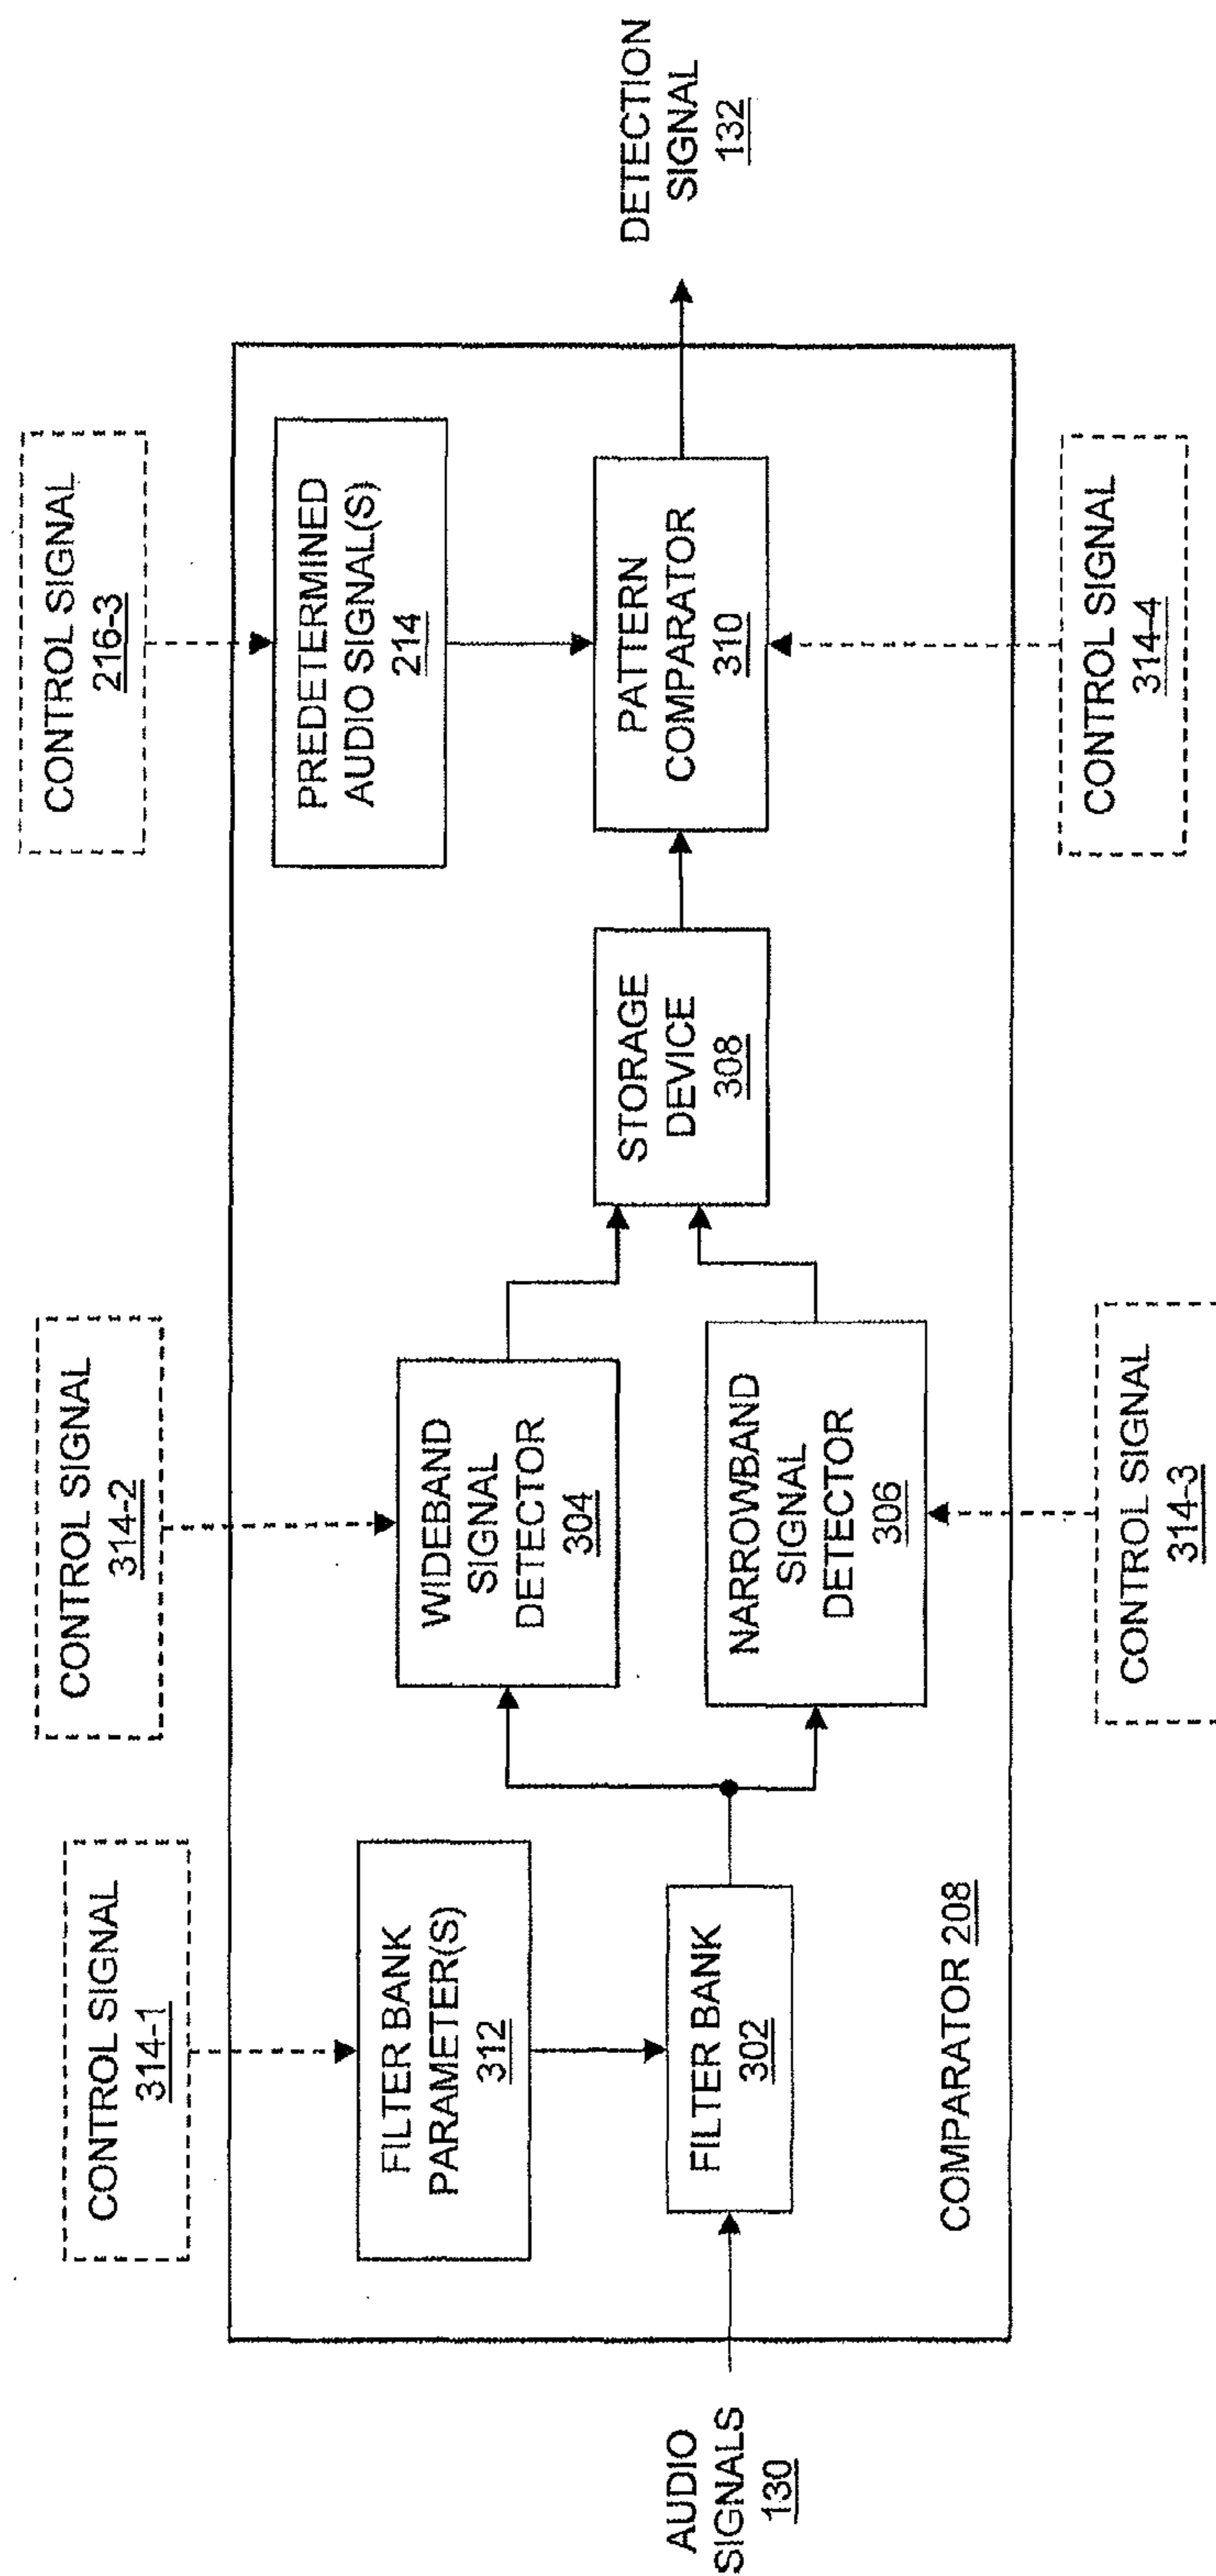 CONTROL SIGNAL
314-1
CONTROL SIGNAL
314-2
CONTROL SIGNAL
216-3
FILTER BANK
PARAMETER(S)
312
WIDEBAND
SIGNAL
DETECTOR
304
PREDETERMINED
AUDIO SIGNAL(S)
214
AUDIO
SIGNALS
130
FILTER BANK
302
NARROWBAND
SIGNAL
DETECTOR
306
STORAGE
DEVICE
308
PATTERN
COMPARATOR
310
DETECTION
SIGNAL
132
COMPARATOR 208
CONTROL SIGNAL
314-3
CONTROL SIGNAL
314-4